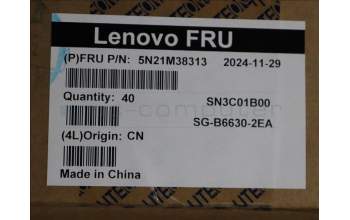 Lenovo FRU
(P)FRU P/N: 5N21M38313 2024-11-29
Quantity: 40 SN3C01B00
SG-B6630-2EA
(4L)Origin: CN
Made in China